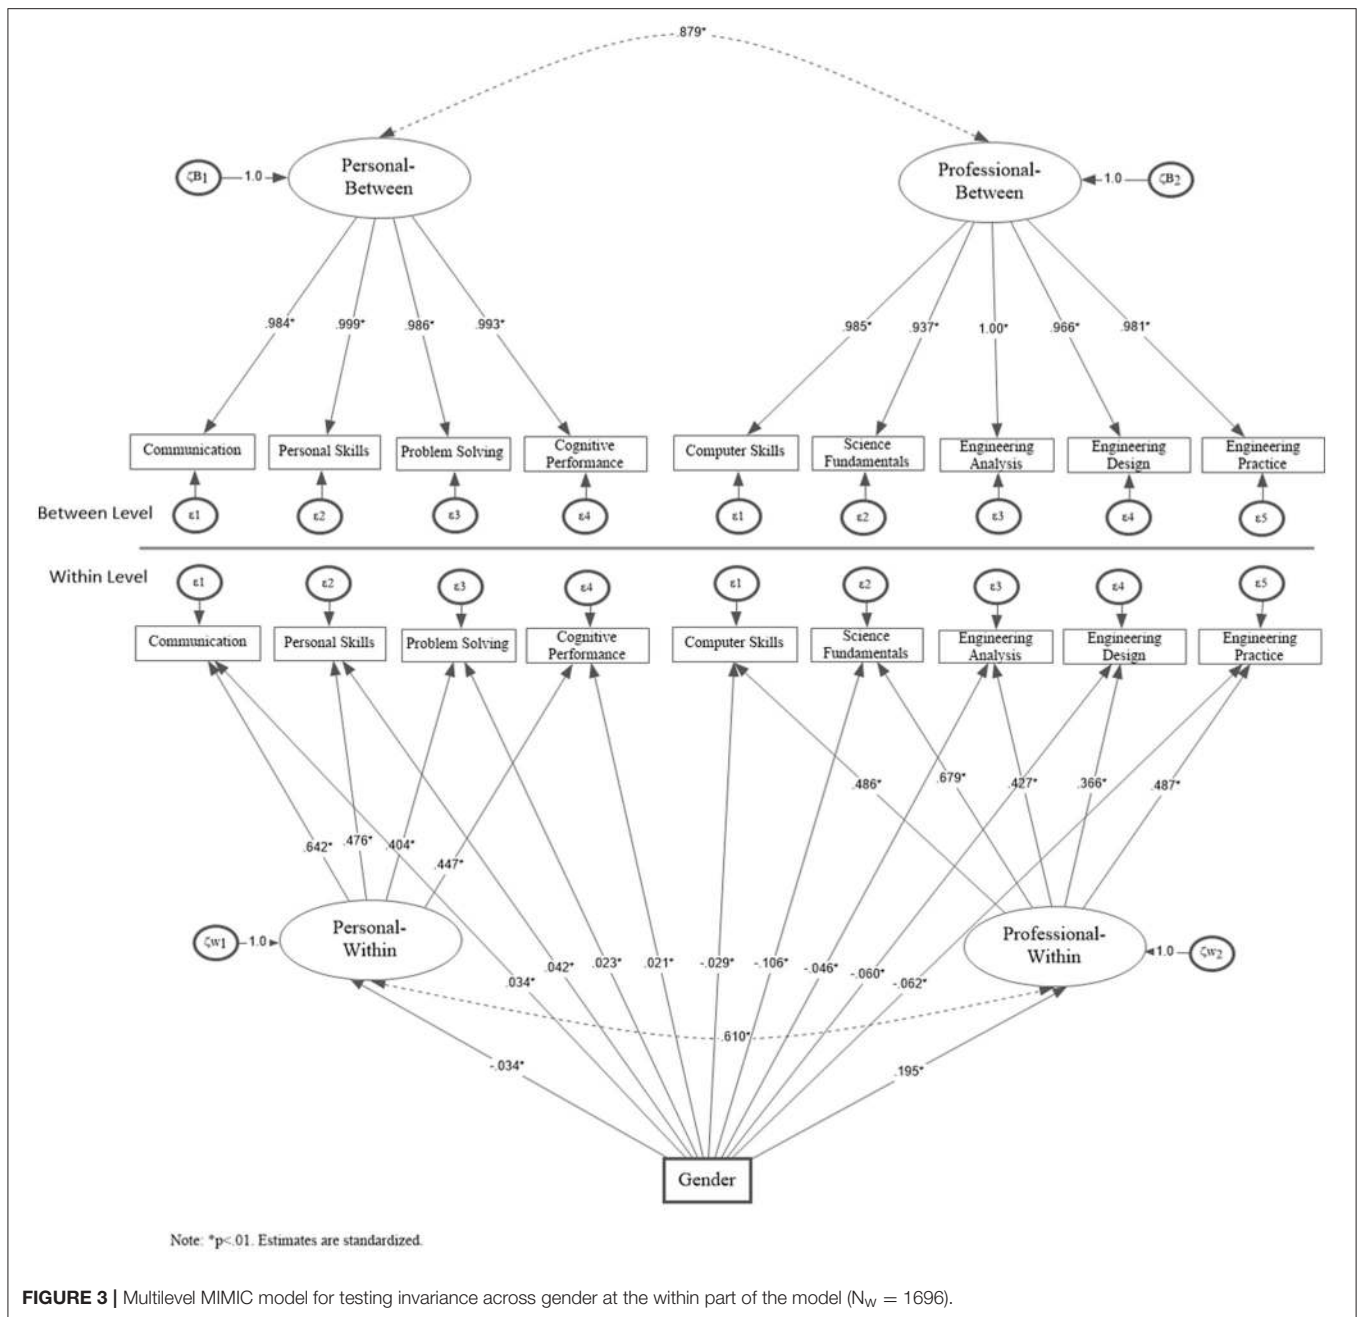 .879*
Personal-
Between
ζB1
1.0
Professional-
Between
1.0
ζB2
.984*
.999*
.986*
.993*
.985*
.937*
1.00*
.966*
.981*
Communication
Personal Skills
Problem Solving
Cognitive
Performance
Computer Skills
Science
Fundamentals
Engineering
Analysis
Engineering
Design
Engineering
Practice
Between Level
ε1
ε2
ε3
ε4
ε1
ε2
ε3
ε4
ε5
Within Level
ε1
ε2
ε3
ε4
ε1
ε2
ε3
ε4
ε5
Communication
Personal Skills
Problem Solving
Cognitive
Performance
Computer Skills
Science
Fundamentals
Engineering
Analysis
Engineering
Design
Engineering
Practice
.486*
.679*
.427*
.366*
.487*
.642*
.476*
.404*
.447*
ζw1
1.0
Personal-
Within
Professional-
Within
1.0
ζw2
.034*
.042*
.023*
.021*
-.029*
-.106*
-.046*
-.060*
-.062*
.610*
-.034*
.195*
Gender
Note: *p<.01. Estimates are standardized.
FIGURE 3 | Multilevel MIMIC model for testing invariance across gender at the within part of the model (NW = 1696).